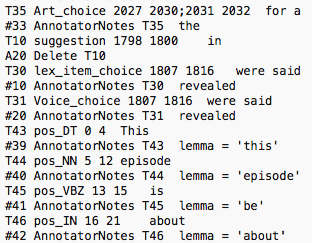 T35 Art_choice 2027 2030;2031 2032 for a
#33 AnnotatorNotes T35 the
T10 suggestion 1798 1800 in
A20 Delete T10
T30 lex_item_choice 1807 1816 were said
#10 AnnotatorNotes T30 revealed
T31 Voice_choice 1807 1816 were said
#20 AnnotatorNotes T31 revealed
T43 pos_DT 0 4 This
#39 AnnotatorNotes T43 lemma = 'this'
T44 pos_NN 5 12 episode
#40 AnnotatorNotes T44 lemma = 'episode'
T45 pos_VBZ 13 15 is
#41 AnnotatorNotes T45 lemma = 'be'
T46 pos_IN 16 21 about
#42 AnnotatorNotes T46 lemma = 'about'